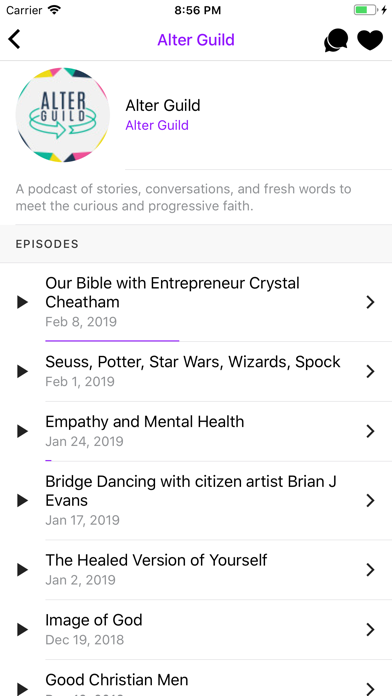 Carrier 8:56 PM
Alter Guild
ALTER
GUILD
Alter Guild
Alter Guild
A podcast of stories, conversations, and fresh words to
meet the curious and progressive faith.
EPISODES
Our Bible with Entrepreneur Crystal
Cheatham
Feb 8, 2019
Seuss, Potter, Star Wars, Wizards, Spock
Feb 1, 2019
Empathy and Mental Health
Jan 24, 2019
Bridge Dancing with citizen artist Brian J
Evans
Jan 17, 2019
The Healed Version of Yourself
Jan 2, 2019
Image of God
Dec 19, 2018
Good Christian Men